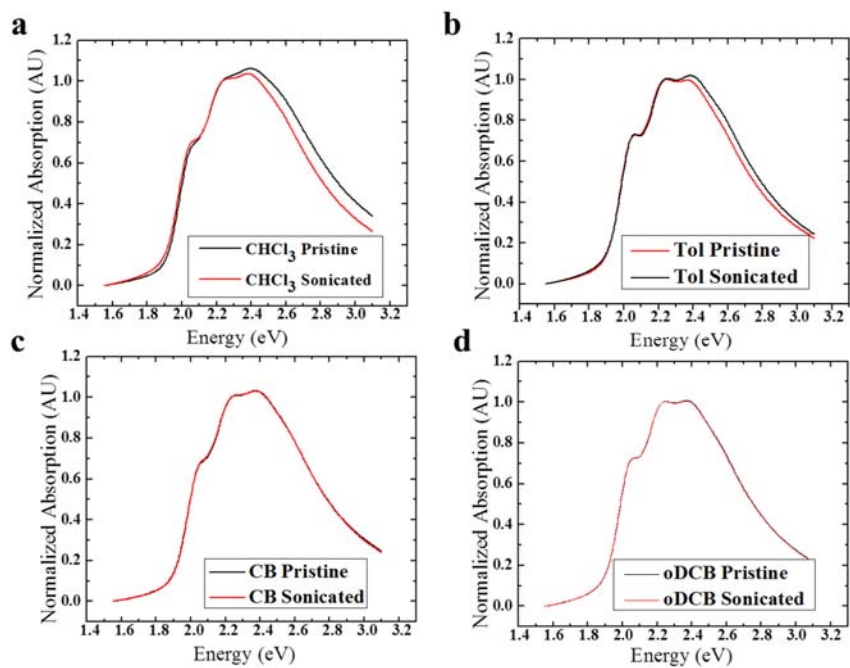 a
1.2
1.0
0.8
0.6
0.4
0.2
0.0
Normalized Absorption (AU)
CHCl3 Pristine
CHCl3 Sonicated
1.4 1.6 1.8 2.0 2.2 2.4 2.6 2.8 3.0 3.2
Energy (eV)
b
1.2
1.0
0.8
0.6
0.4
0.2
0.0
Normalized Absorption (AU)
Tol Pristine
Tol Sonicated
1.4 1.6 1.8 2.0 2.2 2.4 2.6 2.8 3.0 3.2
Energy (eV)
c
1.2
1.0
0.8
0.6
0.4
0.2
0.0
Normalized Absorption (AU)
CB Pristine
CB Sonicated
1.4 1.6 1.8 2.0 2.2 2.4 2.6 2.8 3.0 3.2
Energy (eV)
d
1.2
1.0
0.8
0.6
0.4
0.2
0.0
Normalized Absorption (AU)
oDCB Pristine
oDCB Sonicated
1.4 1.6 1.8 2.0 2.2 2.4 2.6 2.8 3.0 3.2
Energy (eV)